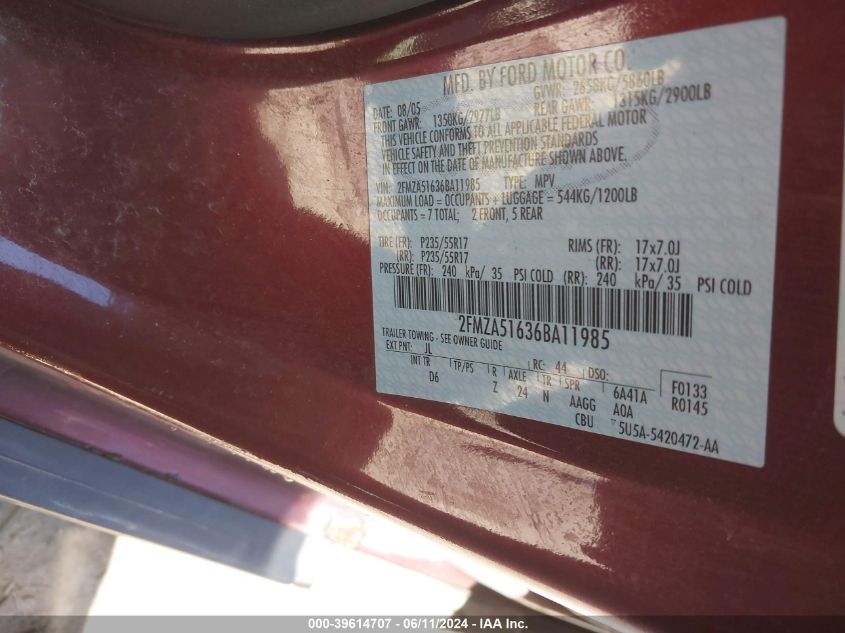 MFD. BY FORD MOTOR CO.
DATE: 08/05 GVWR: 2658KG/5860LB
FRONT GAWR: 1350KG/2977LB REAR GAWR: 1315KG/2900LB
THIS VEHICLE CONFORMS TO ALL APPLICABLE FEDERAL MOTOR
VEHICLE SAFETY AND THEFT PREVENTION STANDARDS
IN EFFECT ON THE DATE OF MANUFACTURE SHOWN ABOVE.
VIN: 2FMZA51636BA11985 TYPE: MPV
MAXIMUM LOAD = OCCUPANTS + LUGGAGE = 544KG/1200LB
OCCUPANTS = 7 TOTAL; 2 FRONT, 5 REAR
TIRE (FR): P235/55R17 RIMS (FR): 17x7.0J
(RR): P235/55R17 (RR): 17x7.0J
PRESSURE (FR): 240 kPa/ 35 PSI COLD (RR): 240 kPa/ 35 PSI COLD
2FMZA51636BA11985
TRAILER TOWING - SEE OWNER GUIDE
EXT PNT: JL RC: 44 DSO:
INT TR TP/PS R AXLE TR SPR 6A41A F0133
D6 Z 24 N AAGG A0A R0145
CBU 5U5A-5420472-AA
000-39614707 - 06/11/2024 - IAA Inc.